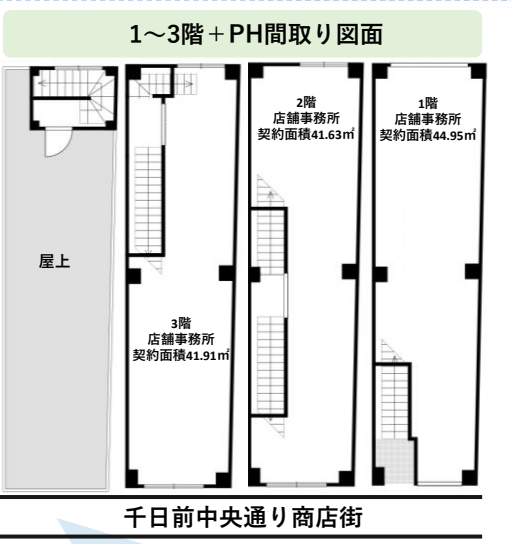 1～3階＋PH間取り図面
屋上
3階
店舗事務所
契約面積41.91㎡
2階
店舗事務所
契約面積41.63㎡
1階
店舗事務所
契約面積44.95㎡
千日前中央通り商店街